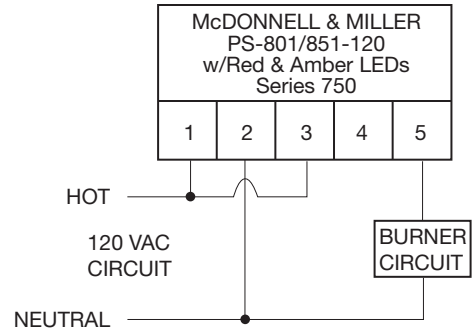 McDONNELL & MILLER
PS-801/851-120
w/Red & Amber LEDs
Series 750
1 2 3 4 5
HOT
120 VAC
CIRCUIT
BURNER
CIRCUIT
NEUTRAL